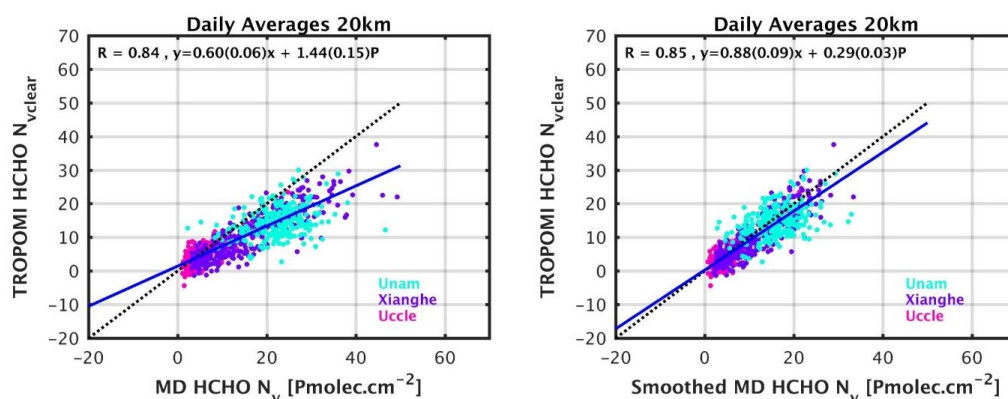 Daily Averages 20km
R = 0.84 , y=0.60(0.06)x + 1.44(0.15)P
TROPOMI HCHO N_vclear
70
60
50
40
30
20
10
0
−10
−20
Unam
Xianghe
Uccle
−20 0 20 40 60
MD HCHO N_v [Pmolec.cm^−2]
Daily Averages 20km
R = 0.85 , y=0.88(0.09)x + 0.29(0.03)P
TROPOMI HCHO N_vclear
70
60
50
40
30
20
10
0
−10
−20
Unam
Xianghe
Uccle
−20 0 20 40 60
Smoothed MD HCHO N_v [Pmolec.cm^−2]